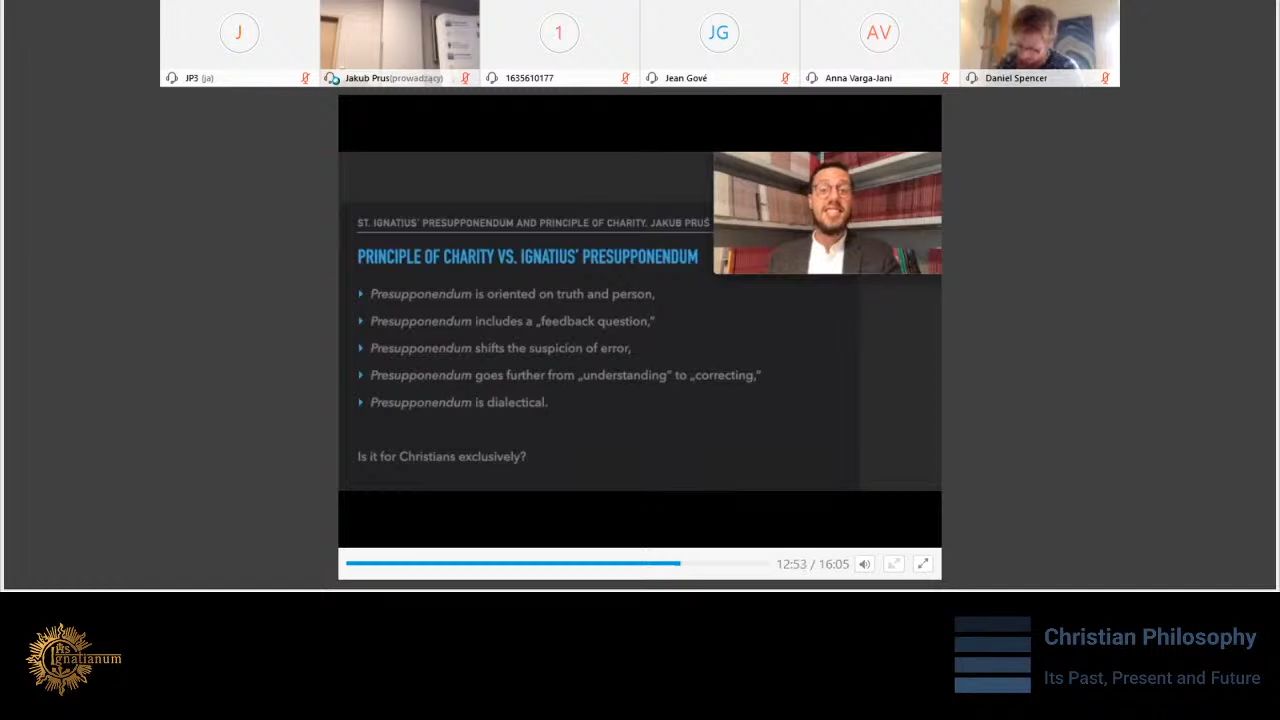 J
1
JG
AV
JP3 (ja)
Jakub Prus(prowadzący)
1635610177
Jean Gové
Anna Varga-Jani
Daniel Spencer
ST. IGNATIUS' PRESUPPONENDUM AND PRINCIPLE OF CHARITY. JAKUB PRUŚ
PRINCIPLE OF CHARITY VS. IGNATIUS' PRESUPPONENDUM
Presupponendum is oriented on truth and person,
Presupponendum includes a „feedback question,"
Presupponendum shifts the suspicion of error,
Presupponendum goes further from „understanding" to „correcting,"
Presupponendum is dialectical.
Is it for Christians exclusively?
12:53 / 16:05
Ignatianum
Christian Philosophy
Its Past, Present and Future